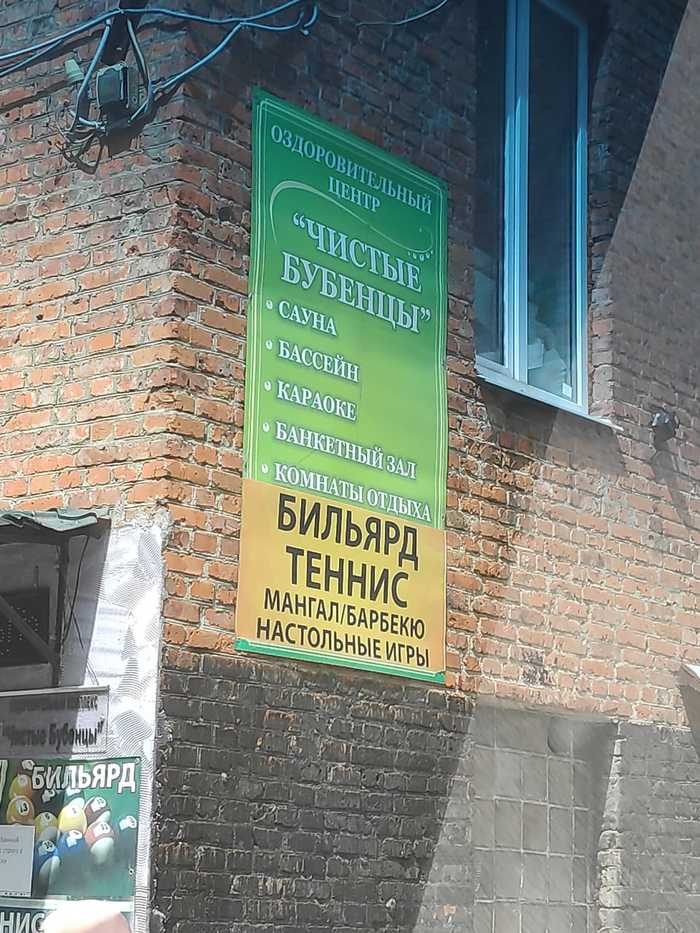 ОЗДОРОВИТЕЛЬНЫЙ
ЦЕНТР
“ЧИСТЫЕ
БУБЕНЦЫ”
• САУНА
• БАССЕЙН
• КАРАОКЕ
• БАНКЕТНЫЙ ЗАЛ
• КОМНАТЫ ОТДЫХА
БИЛЬЯРД
ТЕННИС
МАНГАЛ/БАРБЕКЮ
НАСТОЛЬНЫЕ ИГРЫ
"Чистые Бубенцы"
БИЛЬЯРД